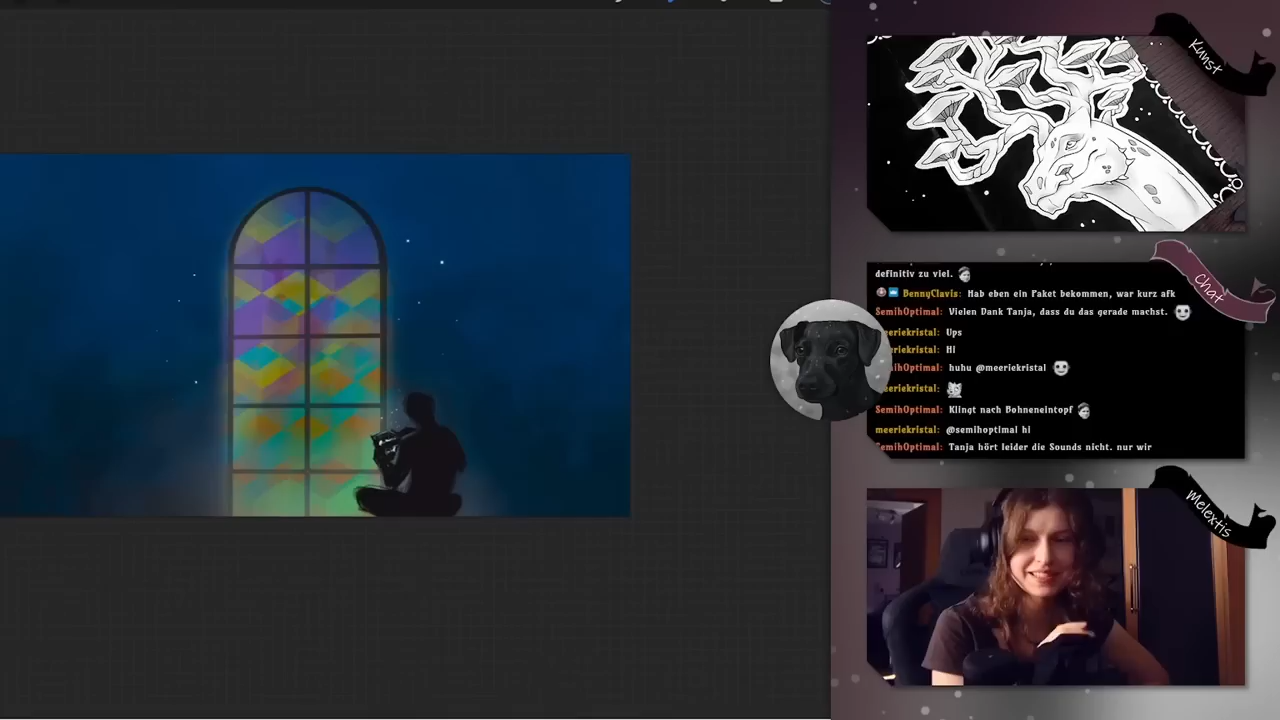 Kunst
Chat
definitiv zu viel.
BennyClavis: Hab eben ein Paket bekommen, war kurz afk
SemihOptimal: Vielen Dank Tanja, dass du das gerade machst.
eeriekristal: Ups
eeriekristal: Hi
ihOptimal: huhu @meeriekristal
eeriekristal:
SemihOptimal: Klingt nach Bohneneintopf
meeriekristal: @semihoptimal hi
SemihOptimal: Tanja hört leider die Sounds nicht. nur wir
Melextis